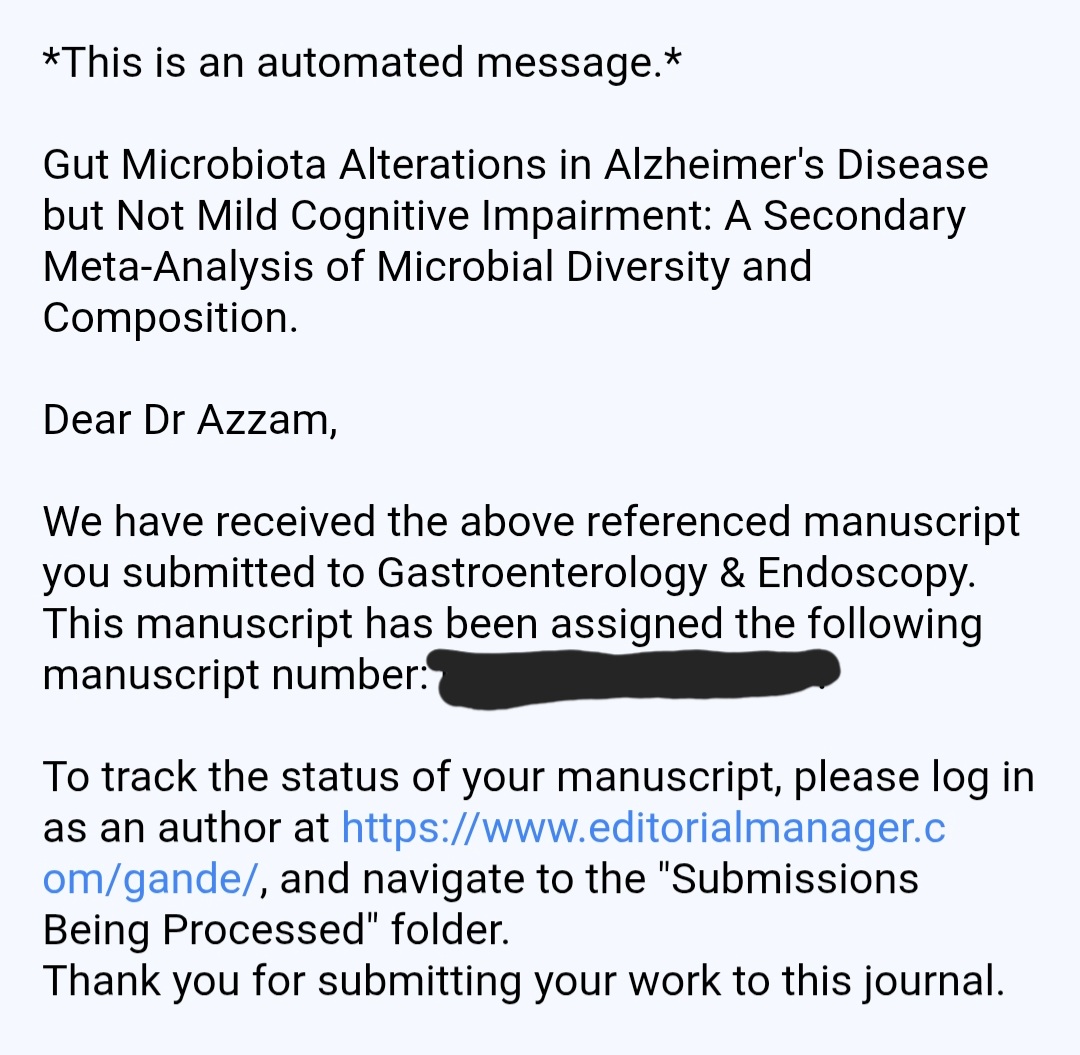 *This is an automated message.*
Gut Microbiota Alterations in Alzheimer's Disease
but Not Mild Cognitive Impairment: A Secondary
Meta-Analysis of Microbial Diversity and
Composition.
Dear Dr Azzam,
We have received the above referenced manuscript
you submitted to Gastroenterology & Endoscopy.
This manuscript has been assigned the following
manuscript number:
To track the status of your manuscript, please log in
as an author at https://www.editorialmanager.c
om/gande/, and navigate to the "Submissions
Being Processed" folder.
Thank you for submitting your work to this journal.